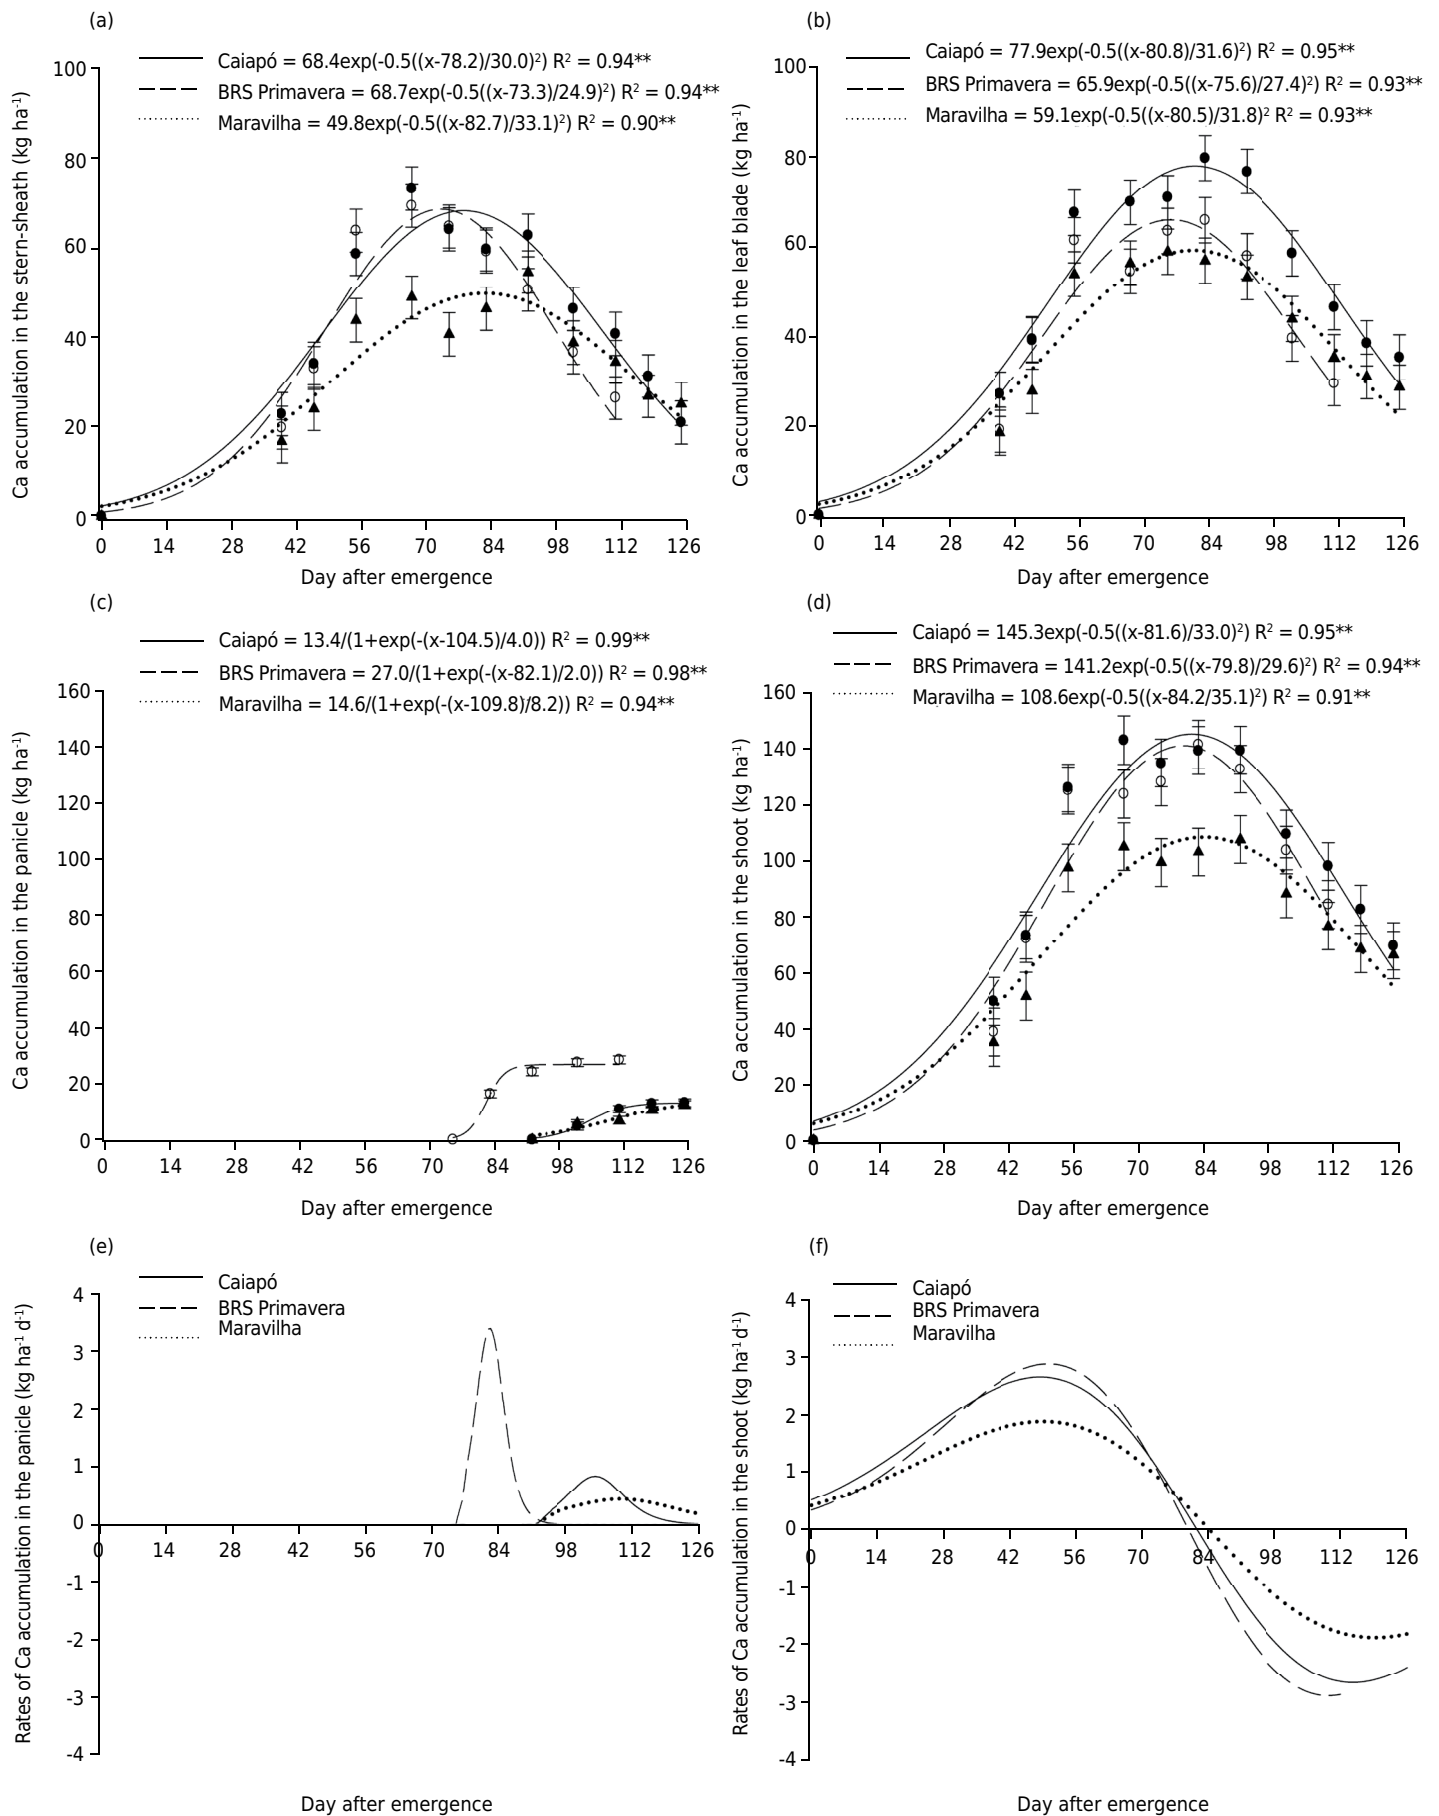 (a)
Caiapó = 68.4exp(-0.5((x-78.2)/30.0)²) R² = 0.94**
BRS Primavera = 68.7exp(-0.5((x-73.3)/24.9)²) R² = 0.94**
Maravilha = 49.8exp(-0.5((x-82.7)/33.1)²) R² = 0.90**
Ca accumulation in the stern-sheath (kg ha⁻¹)
100
80
60
40
20
0
0 14 28 42 56 70 84 98 112 126
Day after emergence
(b)
Caiapó = 77.9exp(-0.5((x-80.8)/31.6)²) R² = 0.95**
BRS Primavera = 65.9exp(-0.5((x-75.6)/27.4)²) R² = 0.93**
Maravilha = 59.1exp(-0.5((x-80.5)/31.8)² R² = 0.93**
Ca accumulation in the leaf blade (kg ha⁻¹)
100
80
60
40
20
0
0 14 28 42 56 70 84 98 112 126
Day after emergence
(c)
Caiapó = 13.4/(1+exp(-(x-104.5)/4.0)) R² = 0.99**
BRS Primavera = 27.0/(1+exp(-(x-82.1)/2.0)) R² = 0.98**
Maravilha = 14.6/(1+exp(-(x-109.8)/8.2)) R² = 0.94**
Ca accumulation in the panicle (kg ha⁻¹)
160
140
120
100
80
60
40
20
0
0 14 28 42 56 70 84 98 112 126
Day after emergence
(d)
Caiapó = 145.3exp(-0.5((x-81.6)/33.0)²) R² = 0.95**
BRS Primavera = 141.2exp(-0.5((x-79.8)/29.6)²) R² = 0.94**
Maravilha = 108.6exp(-0.5((x-84.2/35.1)²) R² = 0.91**
Ca accumulation in the shoot (kg ha⁻¹)
160
140
120
100
80
60
40
20
0
0 14 28 42 56 70 84 98 112 126
Day after emergence
(e)
Caiapó
BRS Primavera
Maravilha
Rates of Ca accumulation in the panicle (kg ha⁻¹ d⁻¹)
4
3
2
1
0
0 14 28 42 56 70 84 98 112 126
-1
-2
-3
-4
Day after emergence
(f)
Caiapó
BRS Primavera
Maravilha
Rates of Ca accumulation in the shoot (kg ha⁻¹ d⁻¹)
4
3
2
1
0
0 14 28 42 56 70 84 98 112 126
-1
-2
-3
-4
Day after emergence